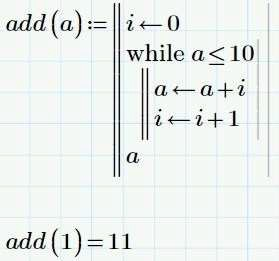 add(a):=‖i←0
‖while a≤10
‖‖a←a+i
‖‖i←i+1
‖a
add(1)=11